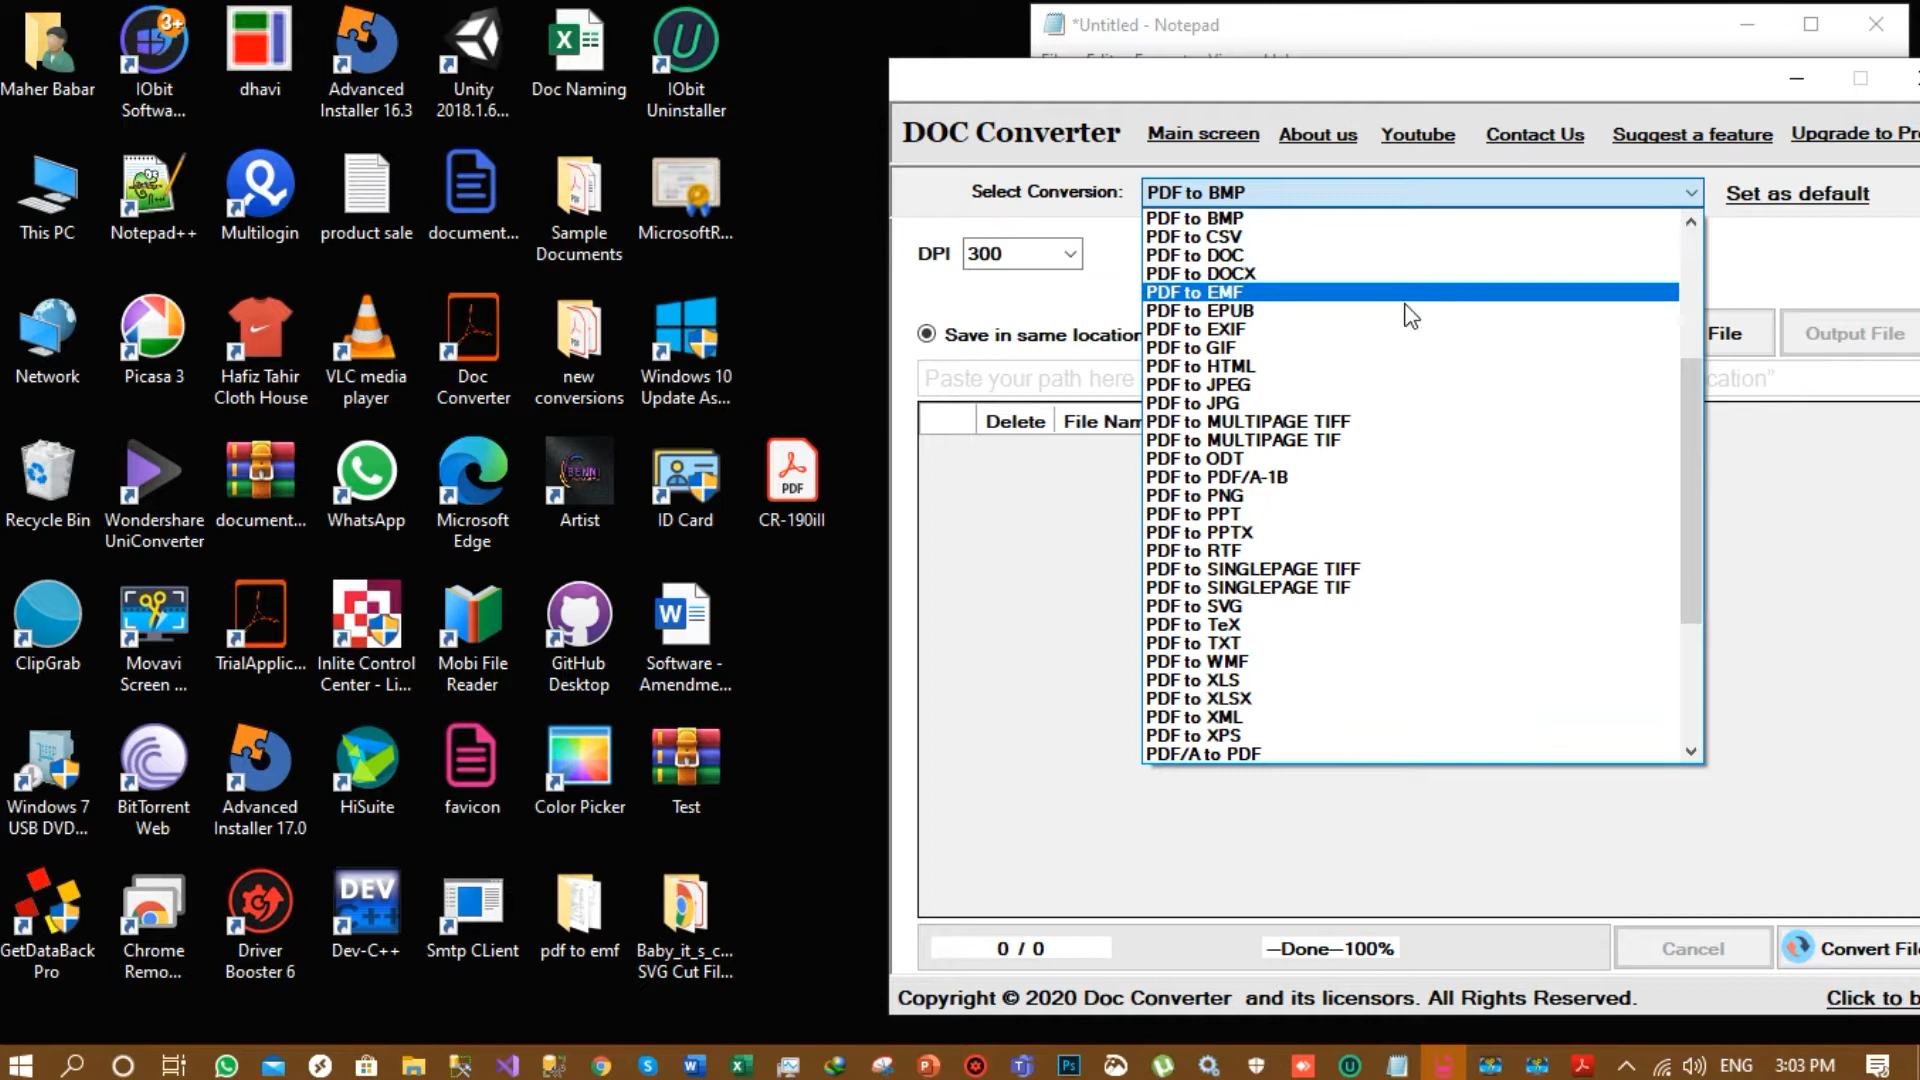 Maher Babar
IObit
Softwa...
3+
dhavi
Advanced
Installer 16.3
Unity
2018.1.6...
Doc Naming
IObit
Uninstaller
This PC
Notepad++
Multilogin
product sale
document...
Sample
Documents
MicrosoftR...
Network
Picasa 3
Hafiz Tahir
Cloth House
VLC media
player
Doc
Converter
new
conversions
Windows 10
Update As...
Recycle Bin
Wondershare
UniConverter
document...
WhatsApp
Microsoft
Edge
Artist
ID Card
PDF
CR-190ill
ClipGrab
Movavi
Screen ...
TrialApplic...
Inlite Control
Center - Li...
Mobi File
Reader
GitHub
Desktop
Software -
Amendme...
Windows 7
USB DVD...
BitTorrent
Web
Advanced
Installer 17.0
HiSuite
favicon
Color Picker
Test
GetDataBack
Pro
Chrome
Remo...
Driver
Booster 6
DEV
C++
Dev-C++
Smtp CLient
pdf to emf
Baby_it_s_c...
SVG Cut Fil...
*Untitled - Notepad
DOC Converter
Main screen
About us
Youtube
Contact Us
Suggest a feature
Upgrade to Pr
Select Conversion:
PDF to BMP
Set as default
DPI
300
PDF to BMP
PDF to CSV
PDF to DOC
PDF to DOCX
PDF to EMF
PDF to EPUB
PDF to EXIF
PDF to GIF
PDF to HTML
PDF to JPEG
PDF to JPG
PDF to MULTIPAGE TIFF
PDF to MULTIPAGE TIF
PDF to ODT
PDF to PDF/A-1B
PDF to PNG
PDF to PPT
PDF to PPTX
PDF to RTF
PDF to SINGLEPAGE TIFF
PDF to SINGLEPAGE TIF
PDF to SVG
PDF to TeX
PDF to TXT
PDF to WMF
PDF to XLS
PDF to XLSX
PDF to XML
PDF to XPS
PDF/A to PDF
Save in same location
File
Output File
Paste your path here
cation"
Delete
File Nam
0 / 0
--Done--100%
Cancel
Convert File
Copyright © 2020 Doc Converter and its licensors. All Rights Reserved.
Click to b
ENG
3:03 PM